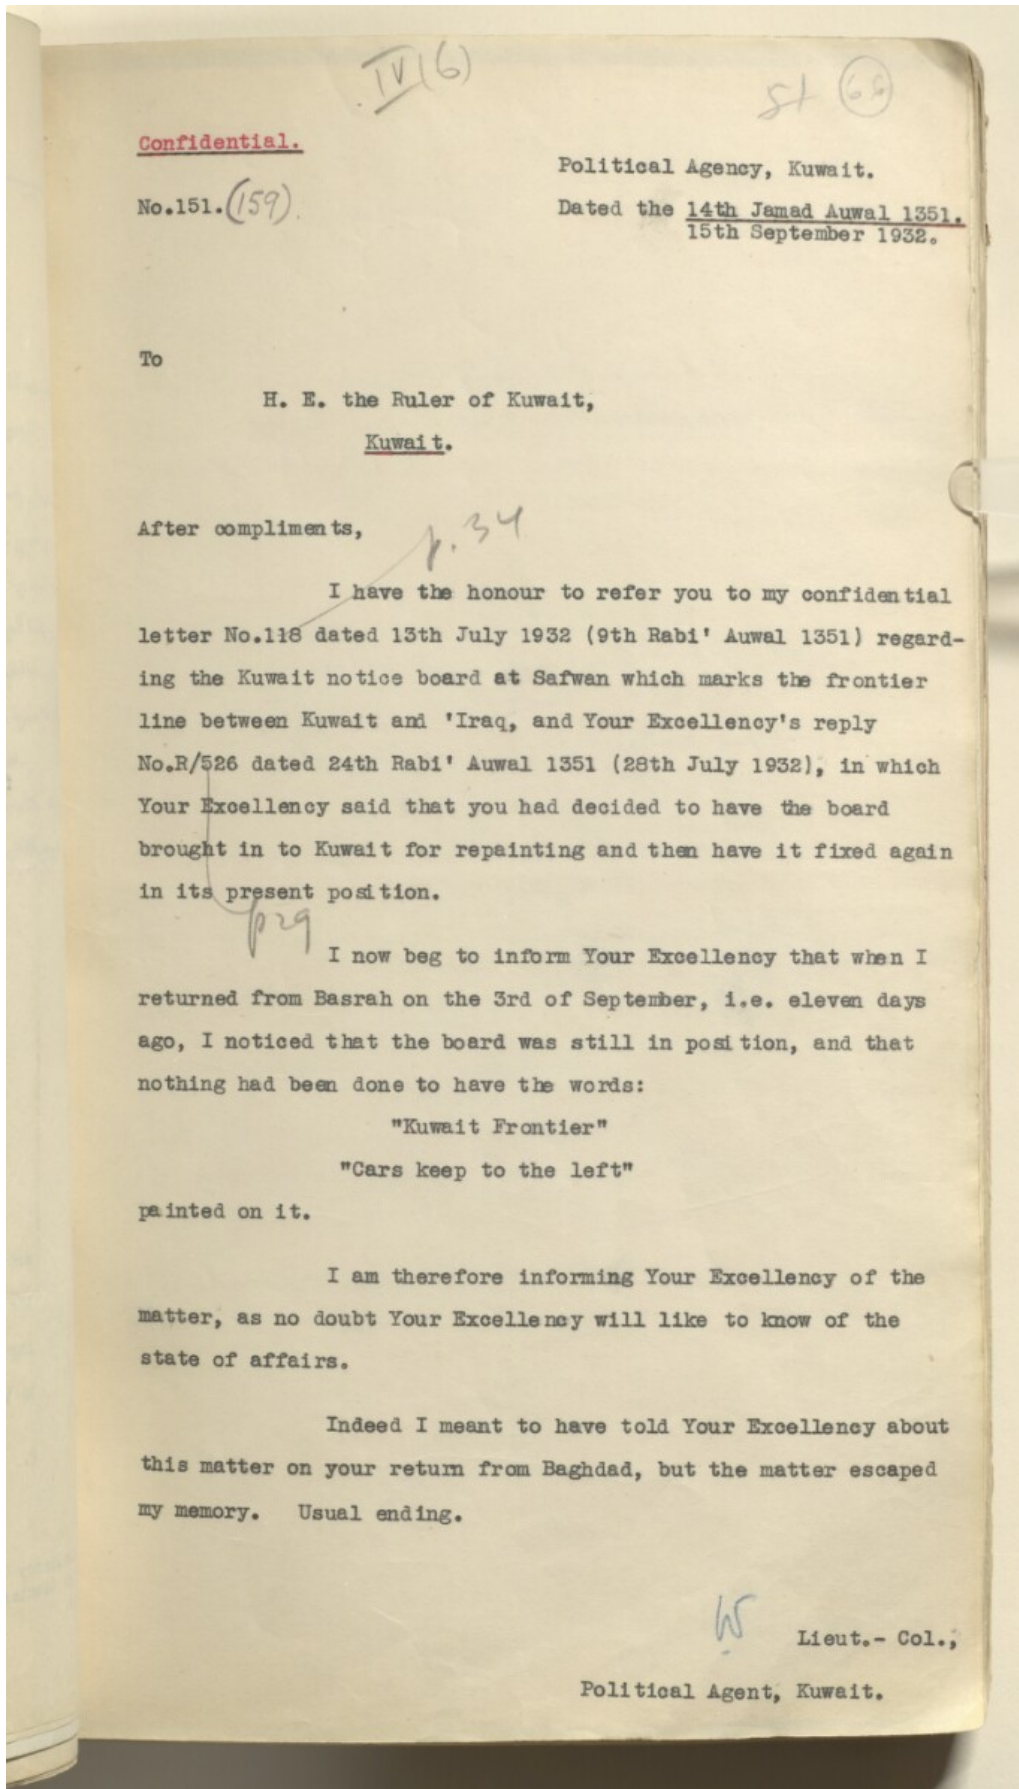 IV (6)
51 66
Confidential.
Political Agency, Kuwait.
No.151. (159).
Dated the 14th Jamad Auwal 1351.
15th September 1932.
To
H. E. the Ruler of Kuwait,
Kuwait.
After compliments,
p. 34
I have the honour to refer you to my confidential
letter No.118 dated 13th July 1932 (9th Rabi' Auwal 1351) regard-
ing the Kuwait notice board at Safwan which marks the frontier
line between Kuwait and 'Iraq, and Your Excellency's reply
No.R/526 dated 24th Rabi' Auwal 1351 (28th July 1932), in which
Your Excellency said that you had decided to have the board
brought in to Kuwait for repainting and then have it fixed again
in its present position.
p 29
I now beg to inform Your Excellency that when I
returned from Basrah on the 3rd of September, i.e. eleven days
ago, I noticed that the board was still in position, and that
nothing had been done to have the words:
"Kuwait Frontier"
"Cars keep to the left"
painted on it.
I am therefore informing Your Excellency of the
matter, as no doubt Your Excellency will like to know of the
state of affairs.
Indeed I meant to have told Your Excellency about
this matter on your return from Baghdad, but the matter escaped
my memory. Usual ending.
Lieut.- Col.,
Political Agent, Kuwait.